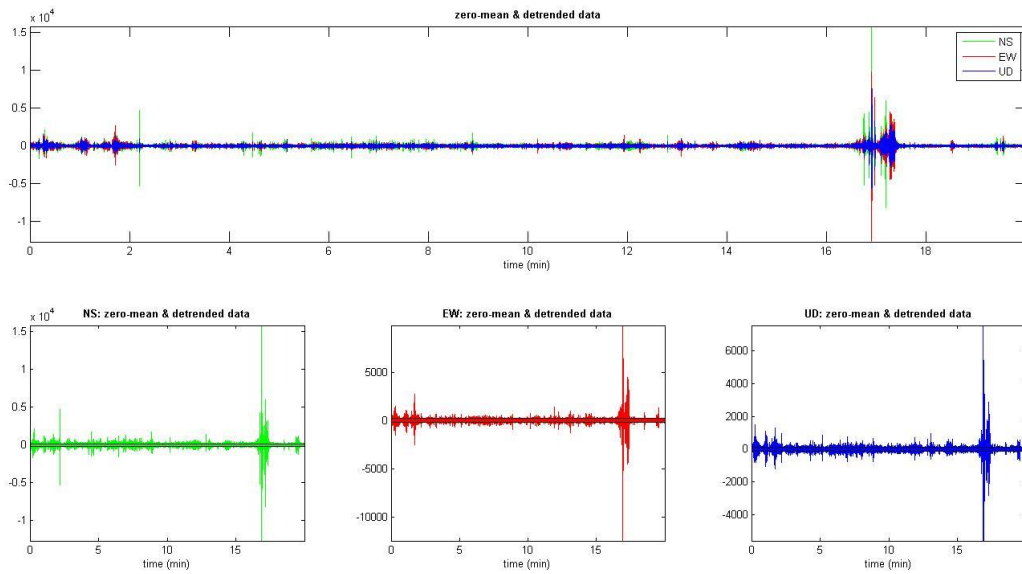 zero-mean & detrended data
x 10^4
1.5
1
0.5
0
-0.5
-1
0 2 4 6 8 10 12 14 16 18
time (min)
NS
EW
UD
NS: zero-mean & detrended data
x 10^4
1.5
1
0.5
0
-0.5
-1
0 5 10 15
time (min)
EW: zero-mean & detrended data
5000
0
-5000
-10000
0 5 10 15
time (min)
UD: zero-mean & detrended data
6000
4000
2000
0
-2000
-4000
0 5 10 15
time (min)